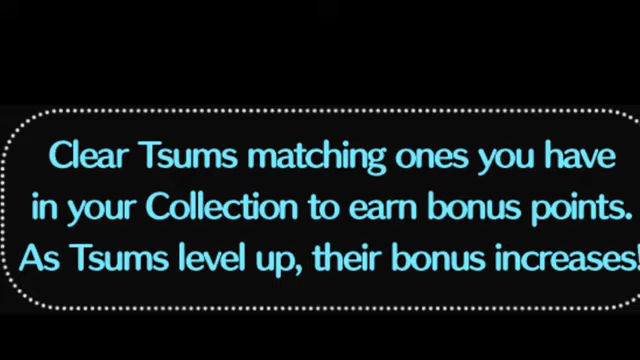 Clear Tsums matching ones you have
in your Collection to earn bonus points.
As Tsums level up, their bonus increases!